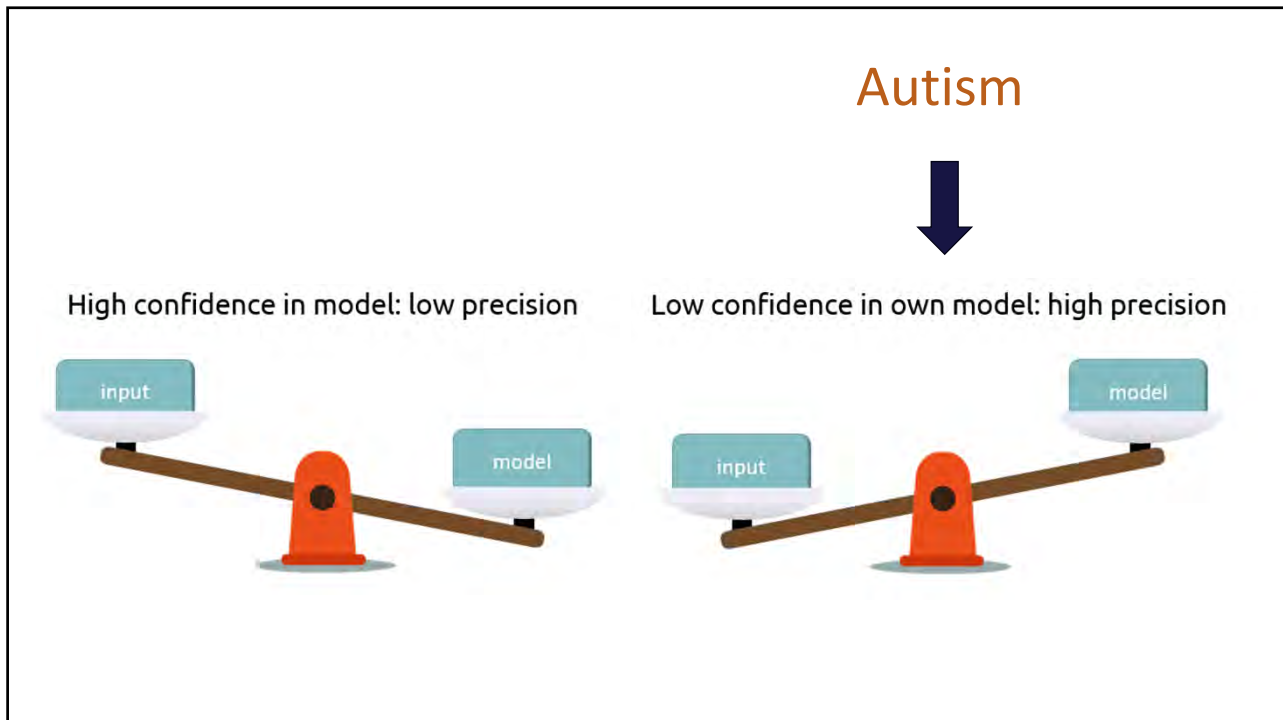 Autism
High confidence in model: low precision
Low confidence in own model: high precision
input
model
input
model